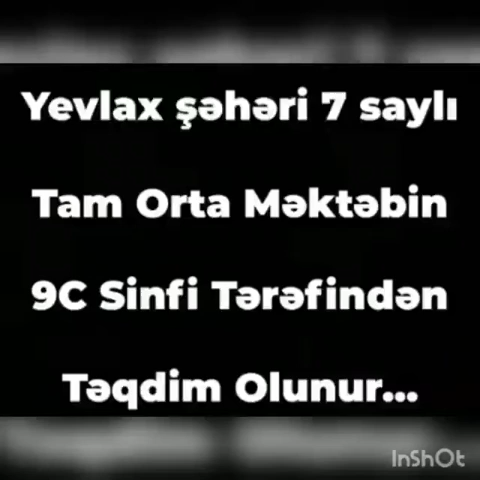 Yevlax şəhəri 7 saylı
Tam Orta Məktəbin
9C Sinfi Tərəfindən
Təqdim Olunur...
InShOt